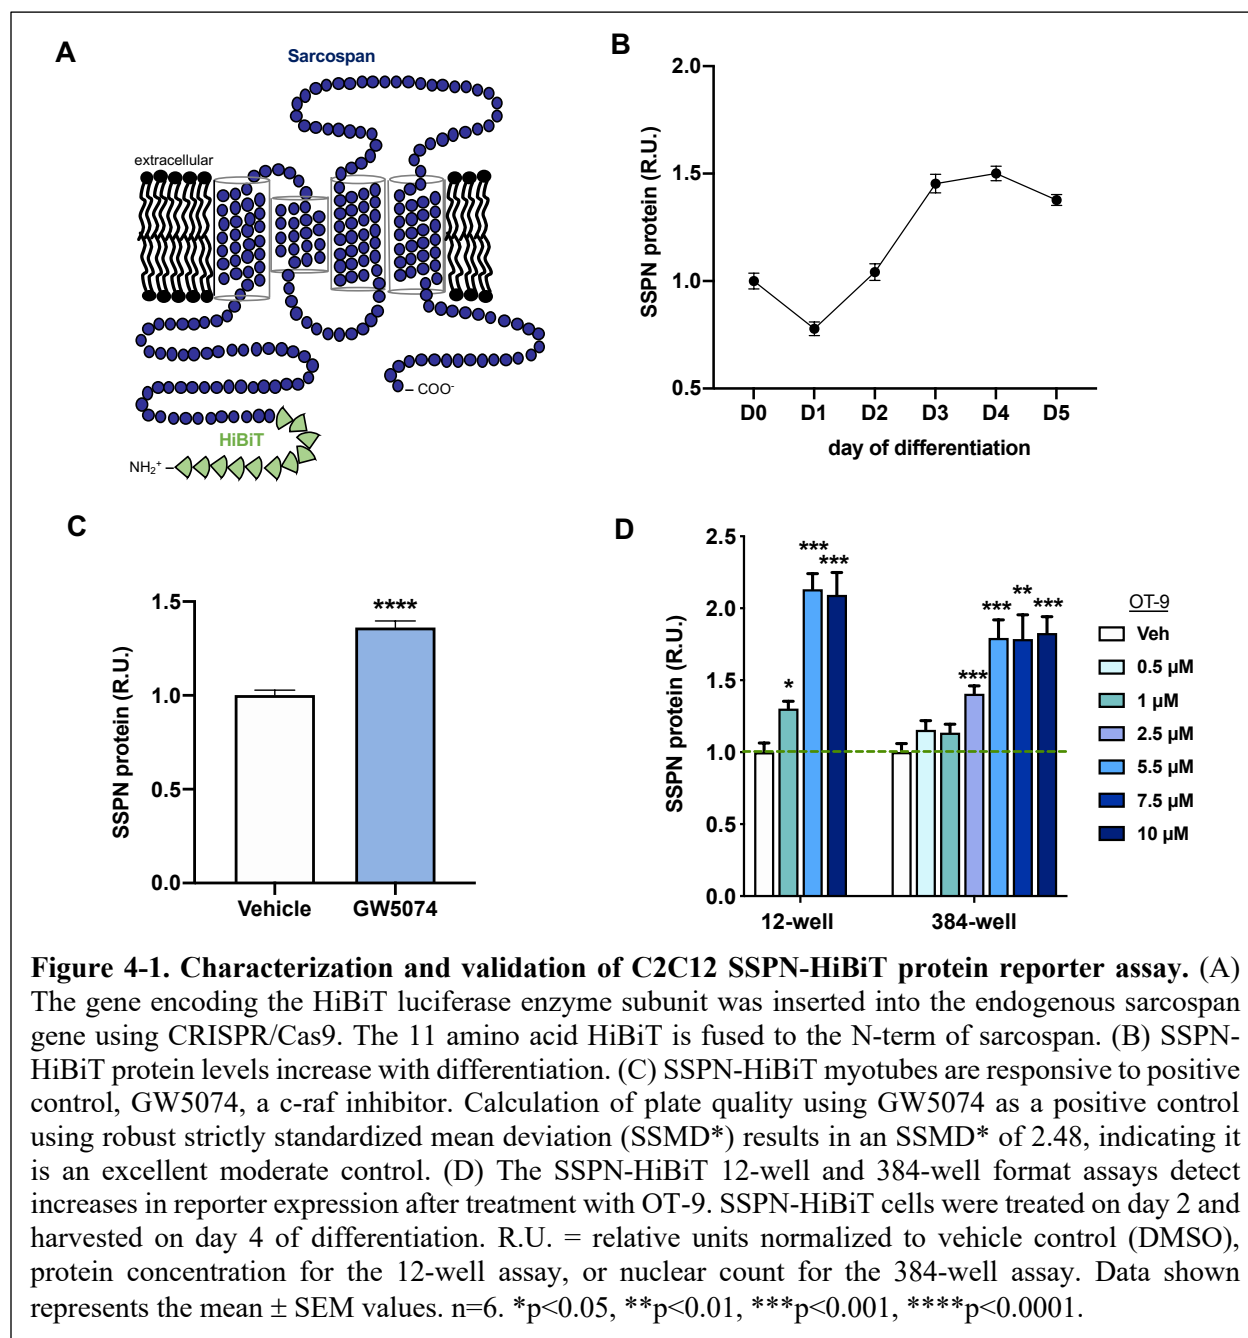 A
Sarcospan
extracellular
COO-
HiBiT
NH2+
B
2.0
1.5
1.0
0.5
SSPN protein (R.U.)
D0 D1 D2 D3 D4 D5
day of differentiation
C
1.5
1.0
0.5
0.0
SSPN protein (R.U.)
****
Vehicle GW5074
D
2.5
2.0
1.5
1.0
0.5
0.0
SSPN protein (R.U.)
* *** *** *** *** ** ***
12-well 384-well
OT-9
Veh
0.5 µM
1 µM
2.5 µM
5.5 µM
7.5 µM
10 µM
Figure 4-1. Characterization and validation of C2C12 SSPN-HiBiT protein reporter assay. (A)
The gene encoding the HiBiT luciferase enzyme subunit was inserted into the endogenous sarcospan
gene using CRISPR/Cas9. The 11 amino acid HiBiT is fused to the N-term of sarcospan. (B) SSPN-
HiBiT protein levels increase with differentiation. (C) SSPN-HiBiT myotubes are responsive to positive
control, GW5074, a c-raf inhibitor. Calculation of plate quality using GW5074 as a positive control
using robust strictly standardized mean deviation (SSMD*) results in an SSMD* of 2.48, indicating it
is an excellent moderate control. (D) The SSPN-HiBiT 12-well and 384-well format assays detect
increases in reporter expression after treatment with OT-9. SSPN-HiBiT cells were treated on day 2 and
harvested on day 4 of differentiation. R.U. = relative units normalized to vehicle control (DMSO),
protein concentration for the 12-well assay, or nuclear count for the 384-well assay. Data shown
represents the mean ± SEM values. n=6. *p<0.05, **p<0.01, ***p<0.001, ****p<0.0001.